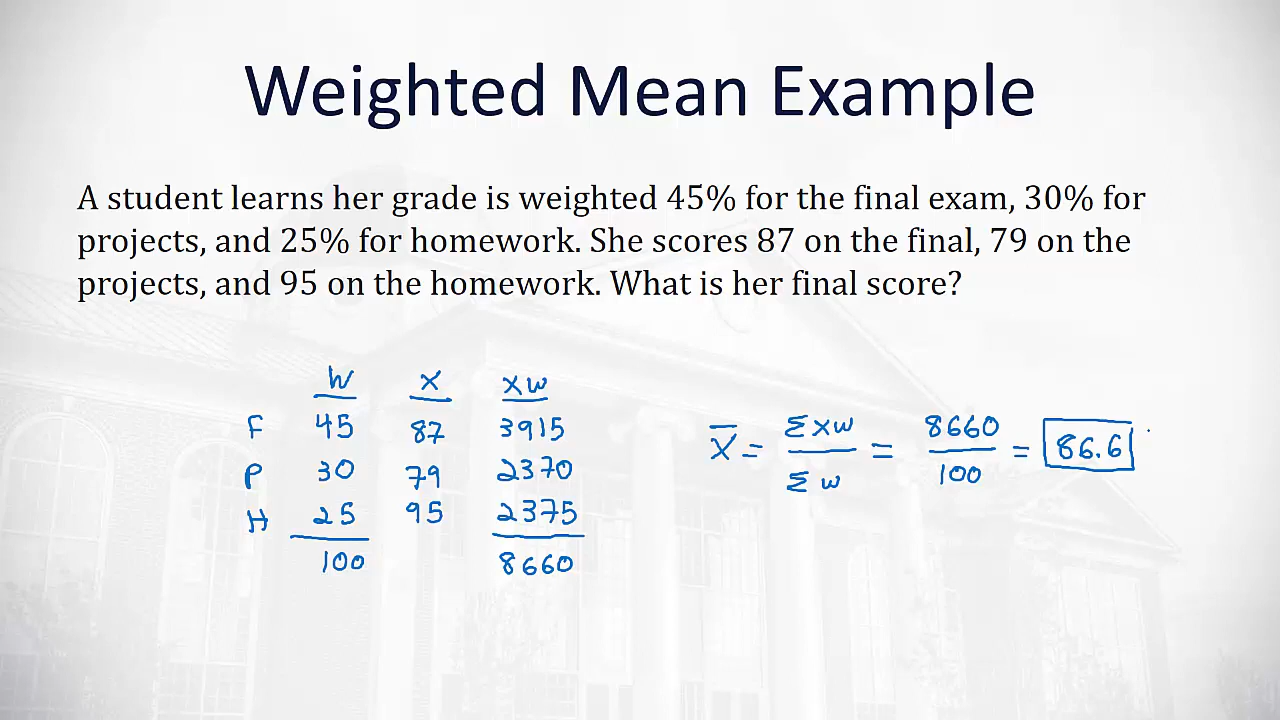 Weighted Mean Example
A student learns her grade is weighted 45% for the final exam, 30% for
projects, and 25% for homework. She scores 87 on the final, 79 on the
projects, and 95 on the homework. What is her final score?
W X XW
F 45 87 3915
P 30 79 2370
H 25 95 2375
100 8660
X̅ = ΣXW / ΣW = 8660 / 100 = 86.6